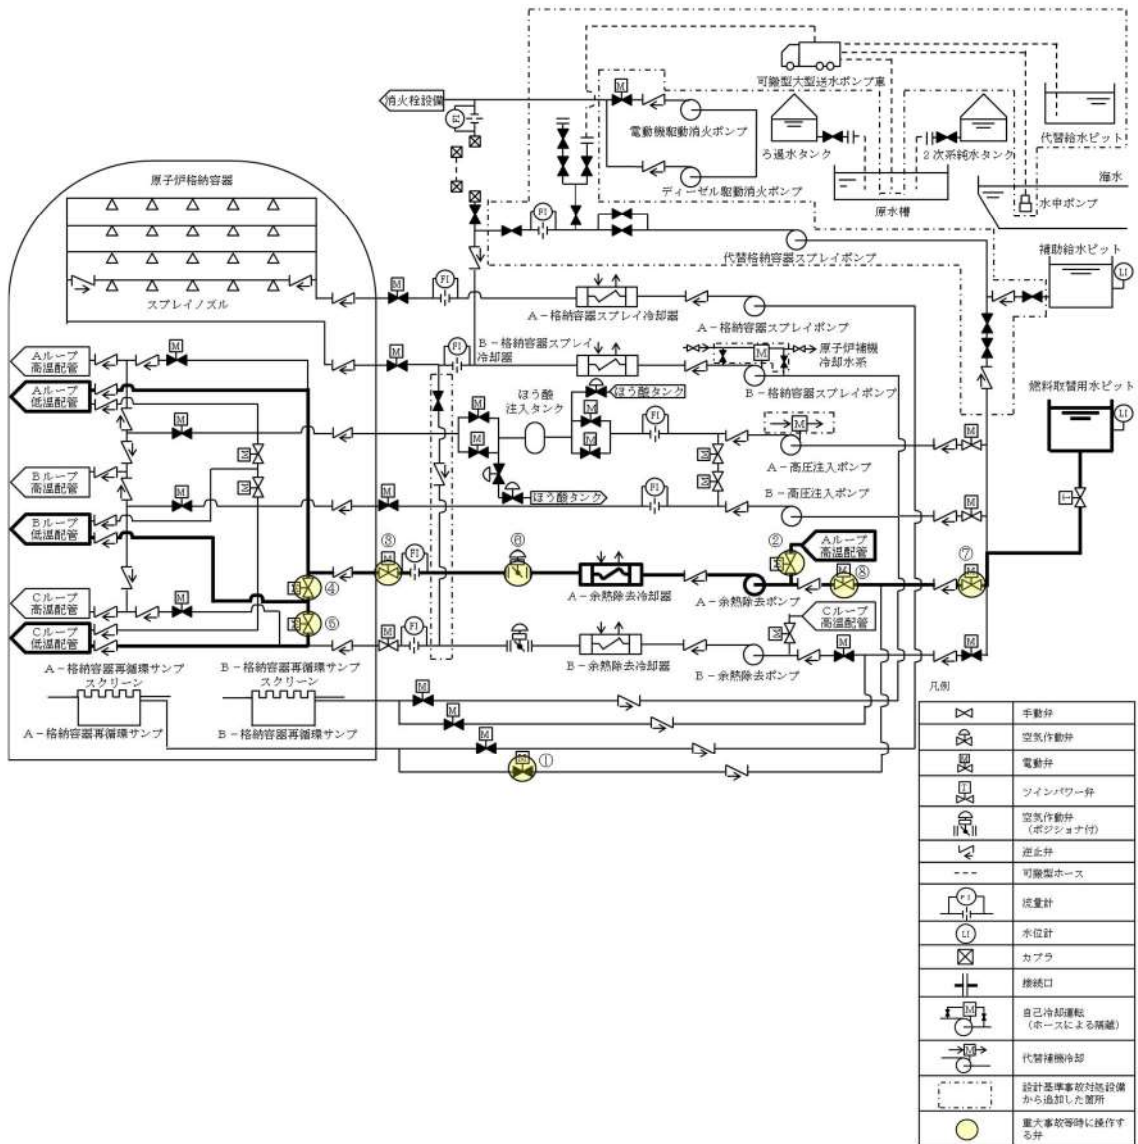 可搬型大型送水ポンプ車
消火栓設備
FI
M
電動機駆動消火ポンプ
ろ過水タンク
2次系純水タンク
代替給水ピット
ディーゼル駆動消火ポンプ
原水槽
海水
水中ポンプ
原子炉格納容器
スプレイノズル
FI
代替格納容器スプレイポンプ
補助給水ピット
LI
M
FI
A-格納容器スプレイ冷却器
A-格納容器スプレイポンプ
B-格納容器スプレイ
冷却器
M
FI
M
原子炉補機
冷却水系
B-格納容器スプレイポンプ
燃料取替用水ピット
LI
T
Aループ
高温配管
M
Aループ
低温配管
ほう酸
注入タンク
ほう酸タンク
M
M
M
M
M
FI
M
A-高圧注入ポンプ
M
M
M
M
M
Bループ
高温配管
ほう酸タンク
B-高圧注入ポンプ
M
M
FI
M
Bループ
低温配管
③
M
FI
⑥
②
M
Aループ
高温配管
⑧
M
⑦
M
A-余熱除去冷却器
A-余熱除去ポンプ
M
④
Cループ
高温配管
M
M
⑤
Cループ
低温配管
M
FI
B-余熱除去冷却器
B-余熱除去ポンプ
M
Cループ
高温配管
M
M
A-格納容器再循環サンプ
スクリーン
B-格納容器再循環サンプ
スクリーン
A-格納容器再循環サンプ
B-格納容器再循環サンプ
M
M
M
M
①
凡例
手動弁
空気作動弁
M
電動弁
T
ツインパワー弁
空気作動弁
(ポジショナ付)
逆止弁
可搬型ホース
FI
流量計
LI
水位計
カプラ
接続口
M
自己冷却運転
(ホースによる隔離)
M
代替補機冷却
設計基準事故対処設備
から追加した箇所
重大事故等時に操作す
る弁